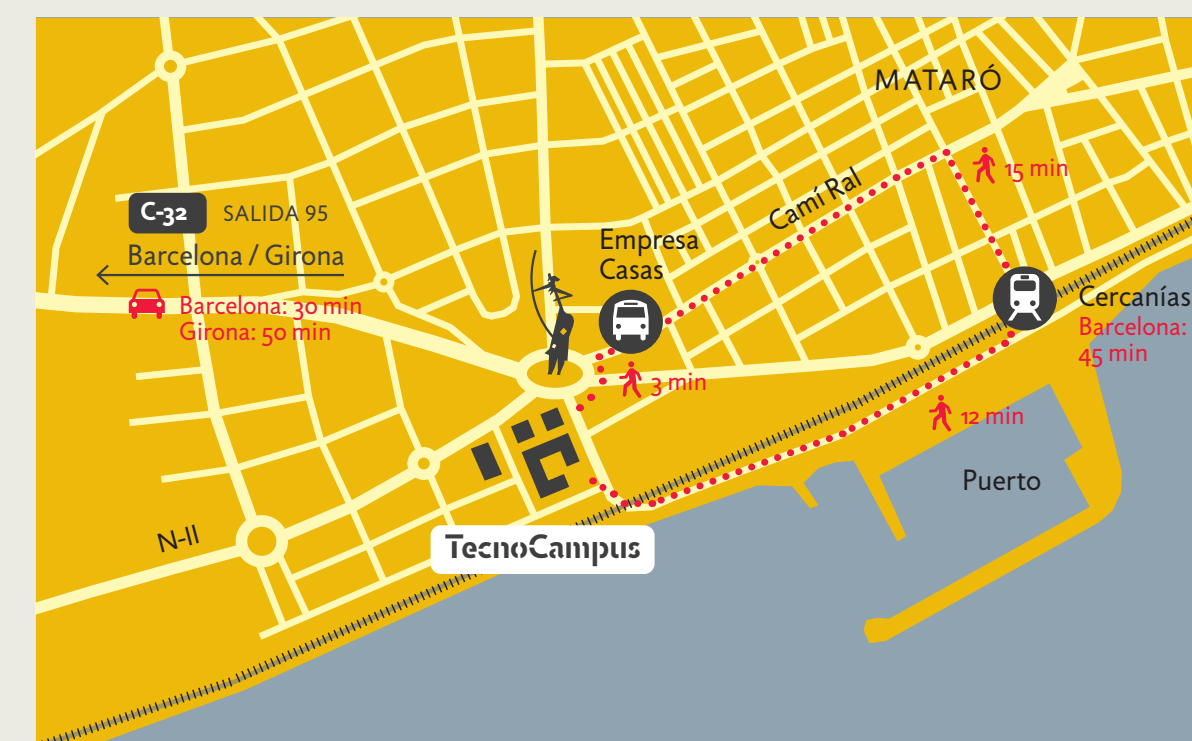 MATARÓ
15 min
Camí Ral
C-32 SALIDA 95
Barcelona / Girona
Barcelona: 30 min
Girona: 50 min
Empresa
Casas
Cercanías
Barcelona:
45 min
3 min
12 min
Puerto
N-II
TecnoCampus